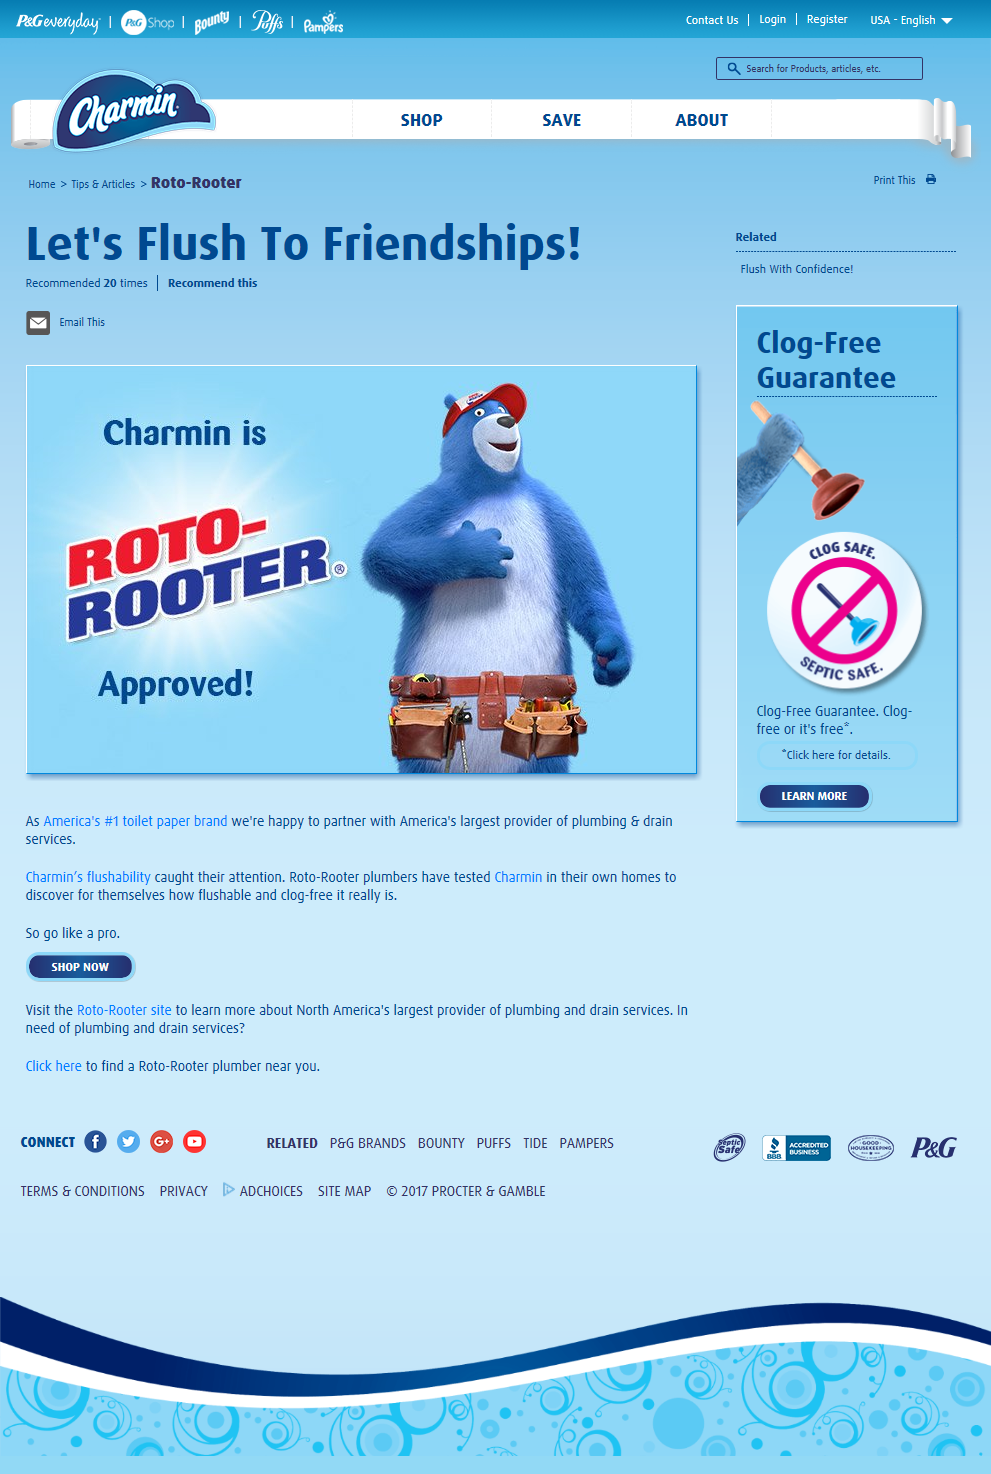 P&G everyday | P&G Shop | Bounty | Puffs | Pampers
Contact Us | Login | Register USA - English
Search for Products, articles, etc.
Charmin
SHOP SAVE ABOUT
Home > Tips & Articles > Roto-Rooter
Print This
Let's Flush To Friendships!
Recommended 20 times | Recommend this
Email This
Charmin is
ROTO-
ROOTER®
Approved!
Related
Flush With Confidence!
Clog-Free
Guarantee
CLOG SAFE.
SEPTIC SAFE.
Clog-Free Guarantee. Clog-
free or it's free*.
*Click here for details.
LEARN MORE
As America's #1 toilet paper brand we're happy to partner with America's largest provider of plumbing & drain
services.
Charmin’s flushability caught their attention. Roto-Rooter plumbers have tested Charmin in their own homes to
discover for themselves how flushable and clog-free it really is.
So go like a pro.
SHOP NOW
Visit the Roto-Rooter site to learn more about North America's largest provider of plumbing and drain services. In
need of plumbing and drain services?
Click here to find a Roto-Rooter plumber near you.
CONNECT
RELATED P&G BRANDS BOUNTY PUFFS TIDE PAMPERS
Septic
Safe
BBB
ACCREDITED
BUSINESS
GOOD
HOUSEKEEPING
P&G
TERMS & CONDITIONS PRIVACY ADCHOICES SITE MAP © 2017 PROCTER & GAMBLE